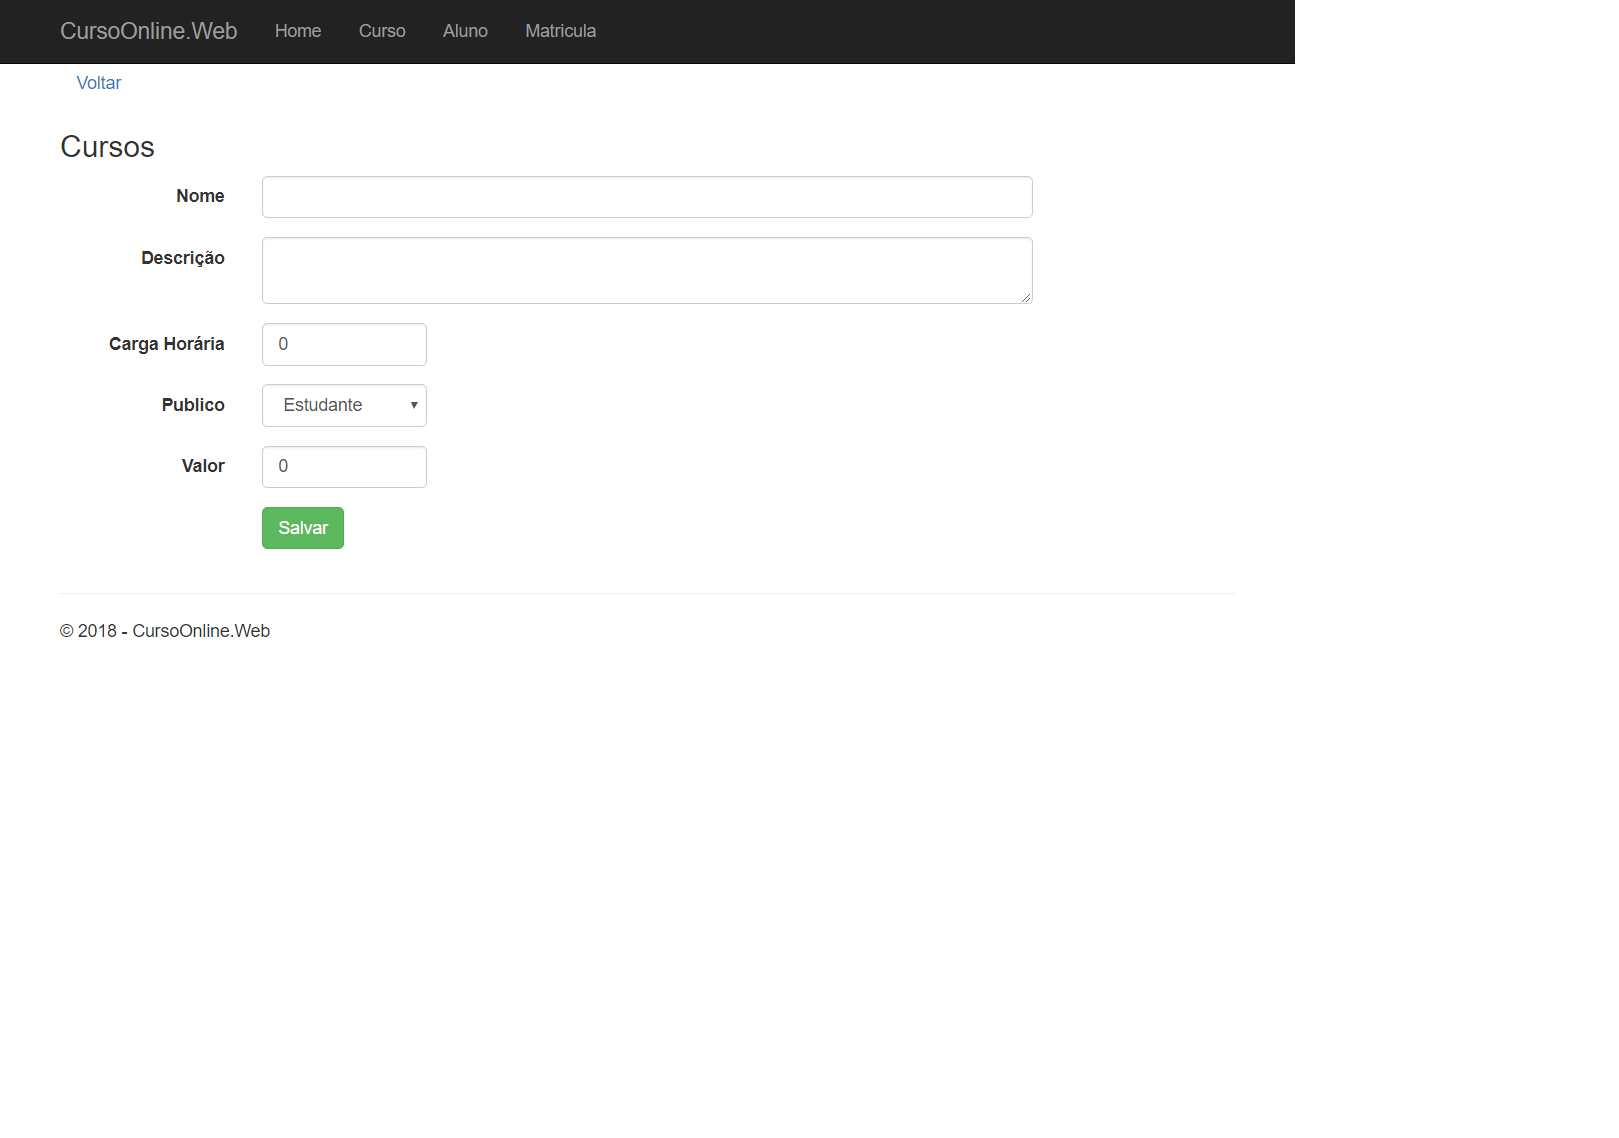 CursoOnline.Web Home Curso Aluno Matricula
Voltar
Cursos
Nome
Descrição
Carga Horária 0
Publico Estudante
Valor 0
Salvar
© 2018 - CursoOnline.Web